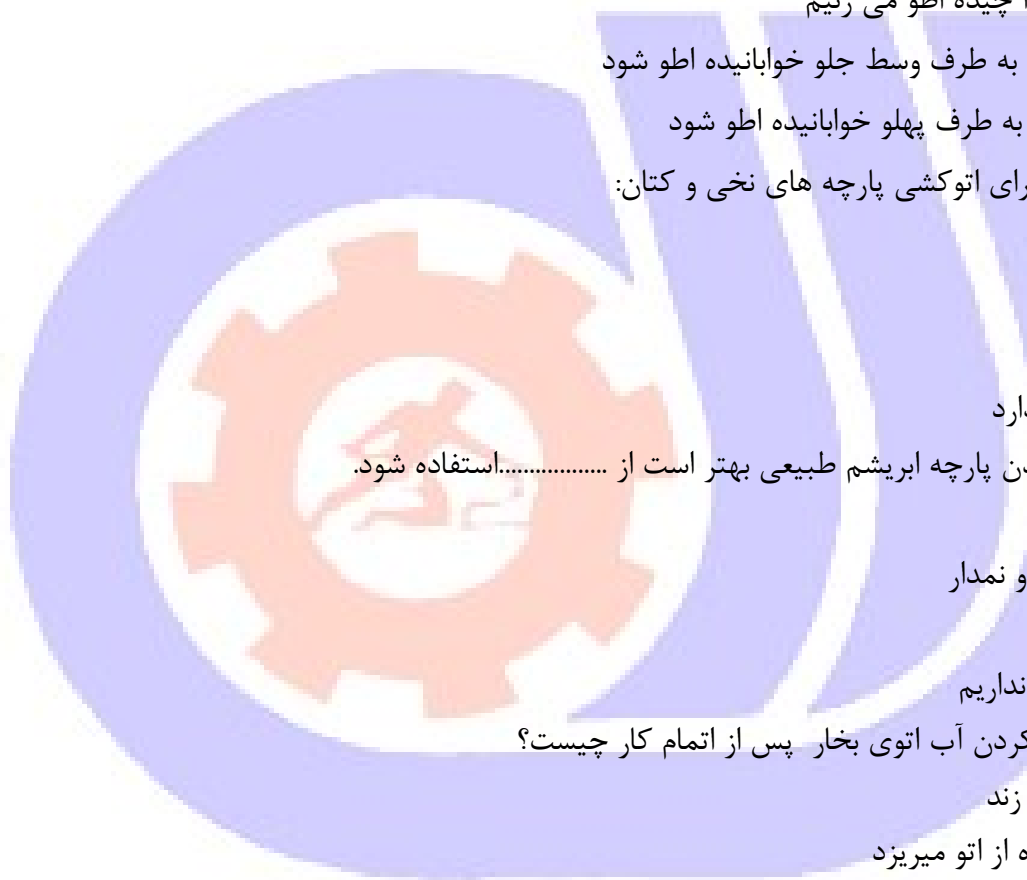 چیده اطو می زنیم
به طرف وسط جلو خوابانیده اطو شود
به طرف پهلو خوابانیده اطو شود
رای اتوکشی پارچه های نخی و کتان:
دارد
دن پارچه ابریشم طبیعی بهتر است از .................استفاده شود.
و نمدار
نداریم
کردن آب اتوی بخار پس از اتمام کار چیست؟
زند
ه از اتو میریزد